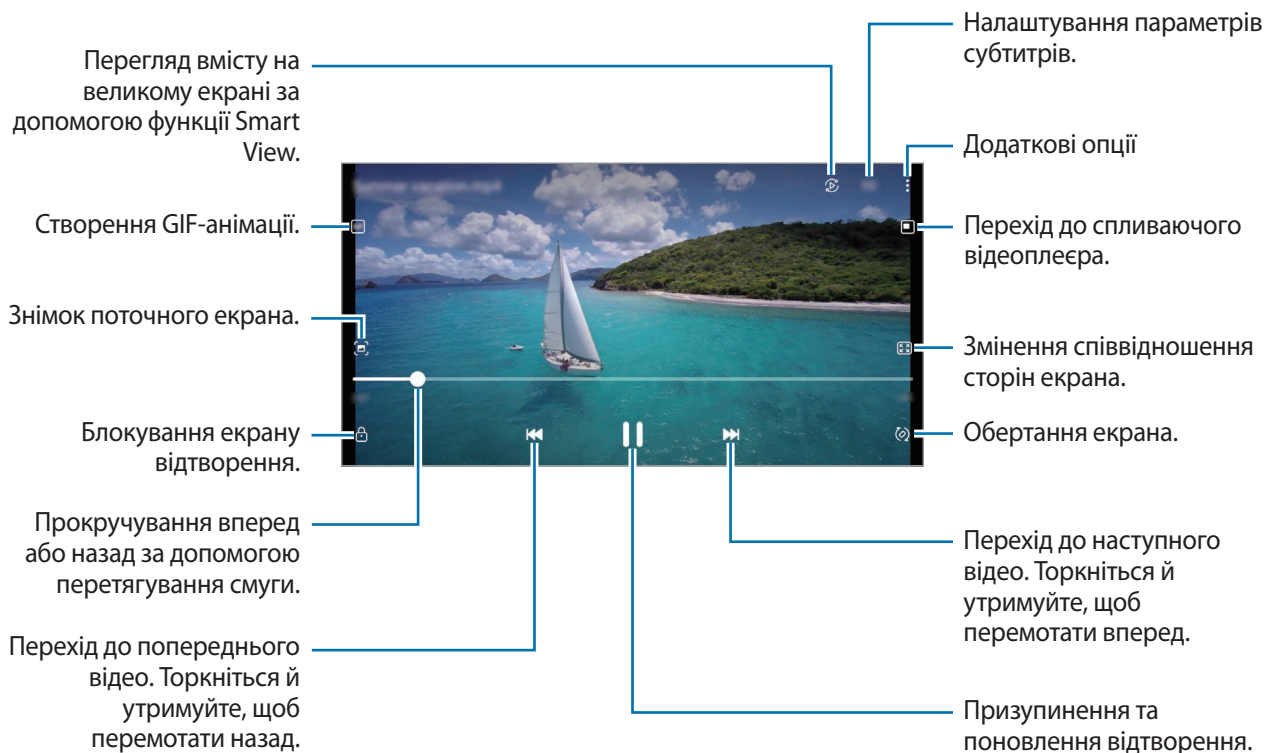 Налаштування параметрів
субтитрів.
Перегляд вмісту на
великому екрані за
допомогою функції Smart
View.
Додаткові опції
Створення GIF-анімації.
Перехід до спливаючого
відеоплеєра.
Знімок поточного екрана.
Змінення співвідношення
сторін екрана.
Блокування екрану
відтворення.
Обертання екрана.
Прокручування вперед
або назад за допомогою
перетягування смуги.
Перехід до наступного
відео. Торкніться й
утримуйте, щоб
перемотати вперед.
Перехід до попереднього
відео. Торкніться й
утримуйте, щоб
перемотати назад.
Призупинення та
поновлення відтворення.